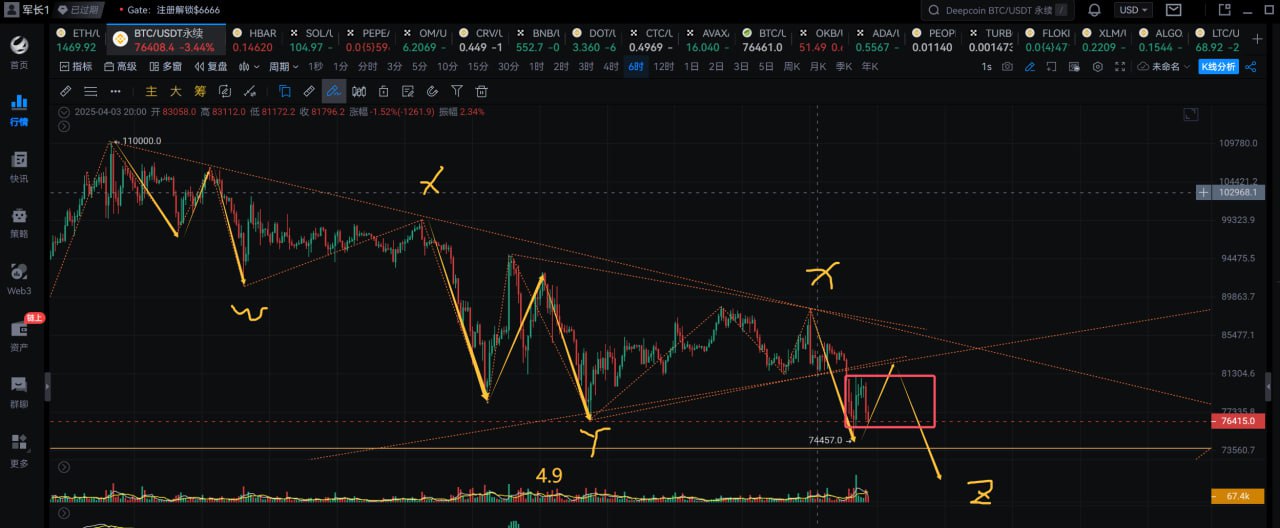 军长1 已过期 Gate: 注册解锁$6666 Deepcoin BTC/USDT 永续 / USD
ETH/U BTC/USDT永续 HBAR SOL/U PEPE/ OM/U CRV/U BNB/U DOT/U CTC/U AVAX/ BTC/U OKB/U ADA/U PEOP TURB FLOKI XLM/U ALGO LTC/U
1469.92 76408.4 -3.44% 0.14620 104.97 - 0.0{5}59 6.2069 - 0.449 -1 552.7 -0 3.360 -6 0.4969 - 16.040 - 76461.0 51.49 0. 0.5567 - 0.01140 0.00147 0.0{4}47 0.2209 - 0.1544 - 68.92 -2
首页
指标 高级 多窗 复盘 周期 1秒 1分 3分 5分 10分 15分 30分 1时 2时 3时 4时 6时 12时 1日 2日 3日 5日 周K 月K 季K 年K 1s 未命名 K线分析
主 大 筹
行情
2025-04-03 20:00 开 83058.0 高 83112.0 低 81172.2 收 81796.2 涨幅 -1.52%(-1261.9) 振幅 2.34%
110000.0
109780.0
快讯
X
104421.2
102968.1
策略
99323.9
94475.5
X
Web3
89863.7
W
链上
资产
85477.1
81304.6
群聊
77335.8
76415.0
Y
74457.0
更多
73560.7
4.9
Z
67.4k